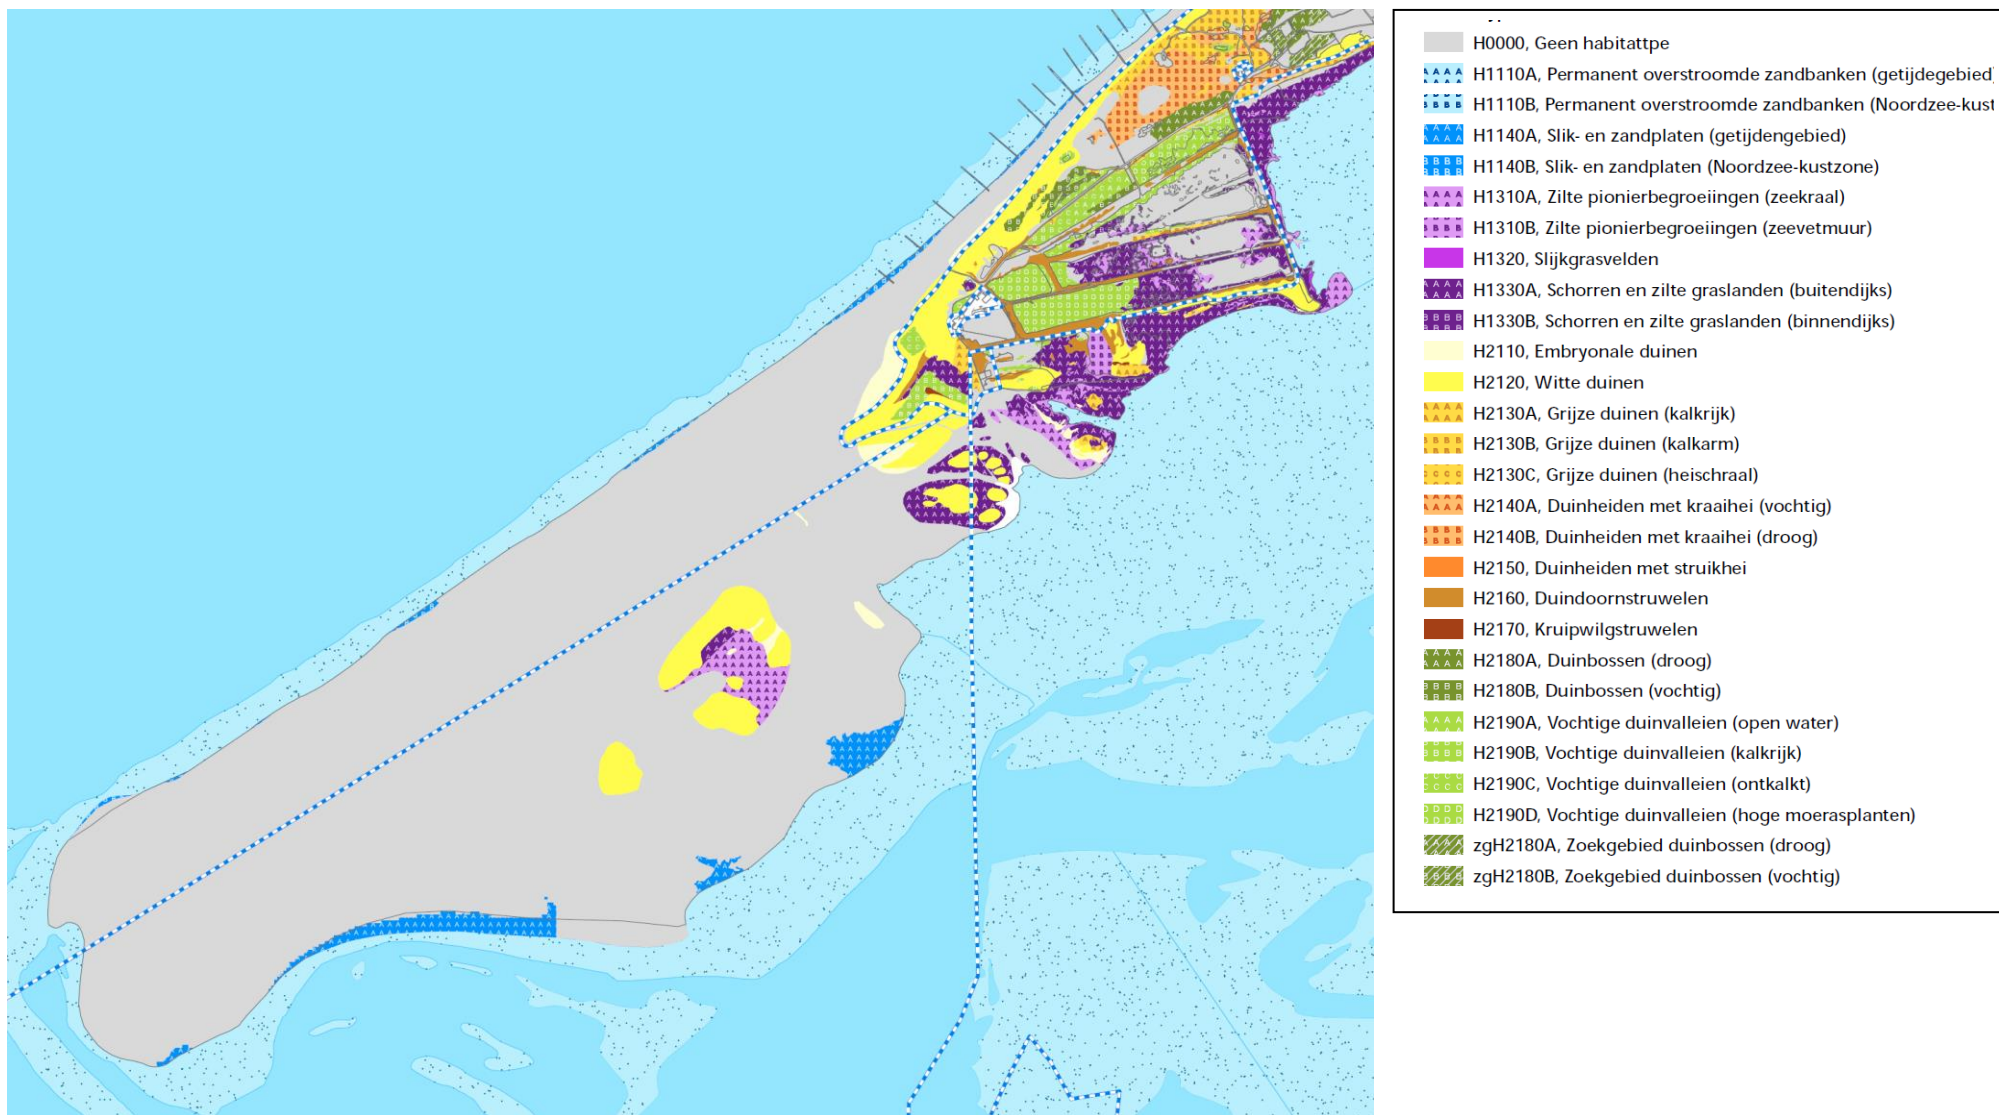 H0000, Geen habitattpe
H1110A, Permanent overstroomde zandbanken (getijdegebied)
H1110B, Permanent overstroomde zandbanken (Noordzee-kust
H1140A, Slik- en zandplaten (getijdengebied)
H1140B, Slik- en zandplaten (Noordzee-kustzone)
H1310A, Zilte pionierbegroeiingen (zeekraal)
H1310B, Zilte pionierbegroeiingen (zeevetmuur)
H1320, Slijkgrasvelden
H1330A, Schorren en zilte graslanden (buitendijks)
H1330B, Schorren en zilte graslanden (binnendijks)
H2110, Embryonale duinen
H2120, Witte duinen
H2130A, Grijze duinen (kalkrijk)
H2130B, Grijze duinen (kalkarm)
H2130C, Grijze duinen (heischraal)
H2140A, Duinheiden met kraaihei (vochtig)
H2140B, Duinheiden met kraaihei (droog)
H2150, Duinheiden met struikhei
H2160, Duindoornstruwelen
H2170, Kruipwilgstruwelen
H2180A, Duinbossen (droog)
H2180B, Duinbossen (vochtig)
H2190A, Vochtige duinvalleien (open water)
H2190B, Vochtige duinvalleien (kalkrijk)
H2190C, Vochtige duinvalleien (ontkalkt)
H2190D, Vochtige duinvalleien (hoge moerasplanten)
zgH2180A, Zoekgebied duinbossen (droog)
zgH2180B, Zoekgebied duinbossen (vochtig)